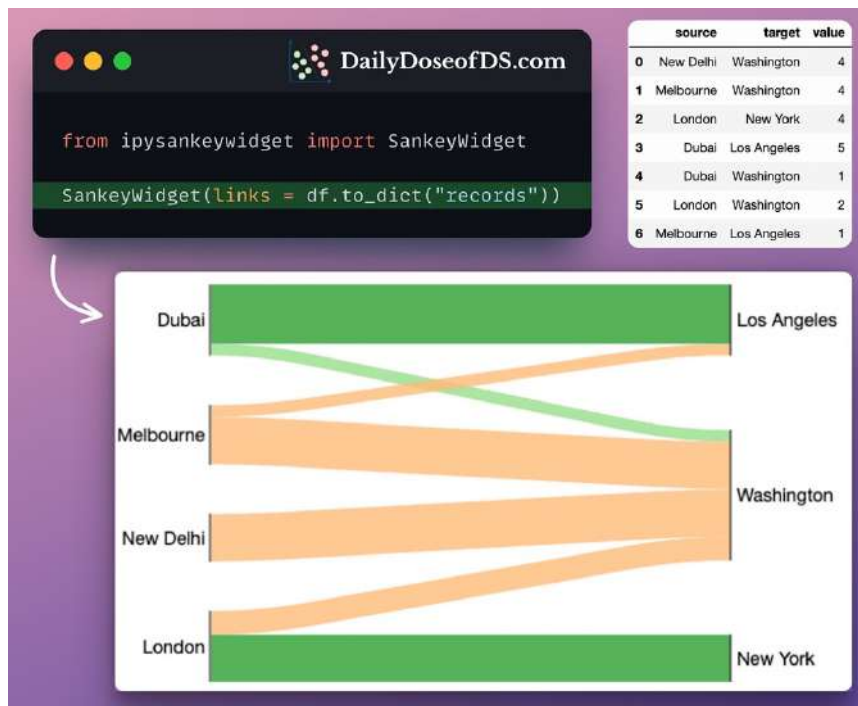 DailyDoseofDS.com
from ipysankeywidget import SankeyWidget
SankeyWidget(links = df.to_dict("records"))
source target value
0 New Delhi Washington 4
1 Melbourne Washington 4
2 London New York 4
3 Dubai Los Angeles 5
4 Dubai Washington 1
5 London Washington 2
6 Melbourne Los Angeles 1
Dubai
Los Angeles
Melbourne
Washington
New Delhi
London
New York